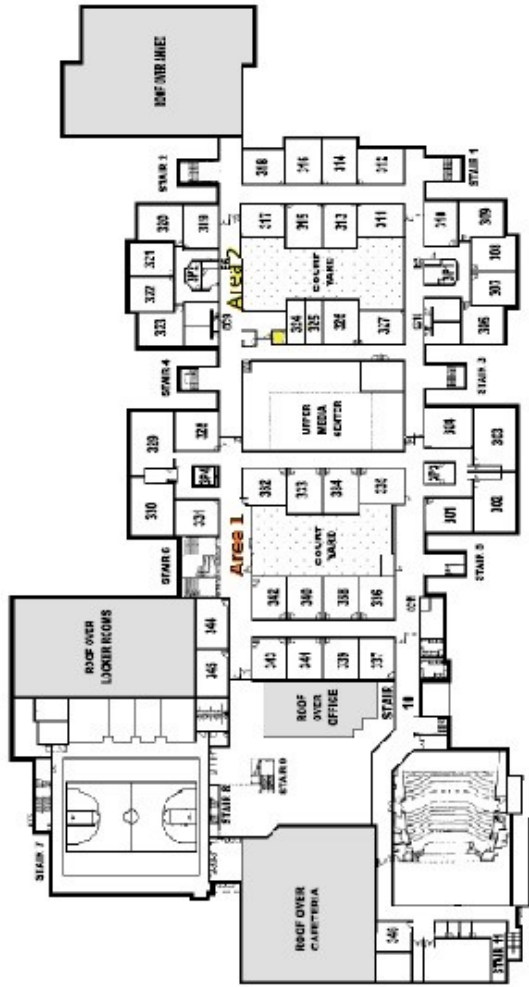 ROOF OVER ANNEX
STAIR 2
STAIR 1
318
316
314
312
320
319
317
315
313
311
310
309
321
322
323
308
307
306
Area 2
COURT
YARD
324
325
326
327
STAIR 4
STAIR 3
UPPER
MEDIA
CENTER
329
328
330
331
304
303
301
302
332
333
334
335
Area 1
COURT
YARD
STAIR 6
STAIR 5
342
340
338
336
ROOF OVER
LOCKER ROOMS
344
345
343
341
339
337
ROOF
OVER
OFFICE
STAIR
10
STAIR 9
STAIR 8
STAIR 7
ROOF OVER
CAFETERIA
346
STAIR 11